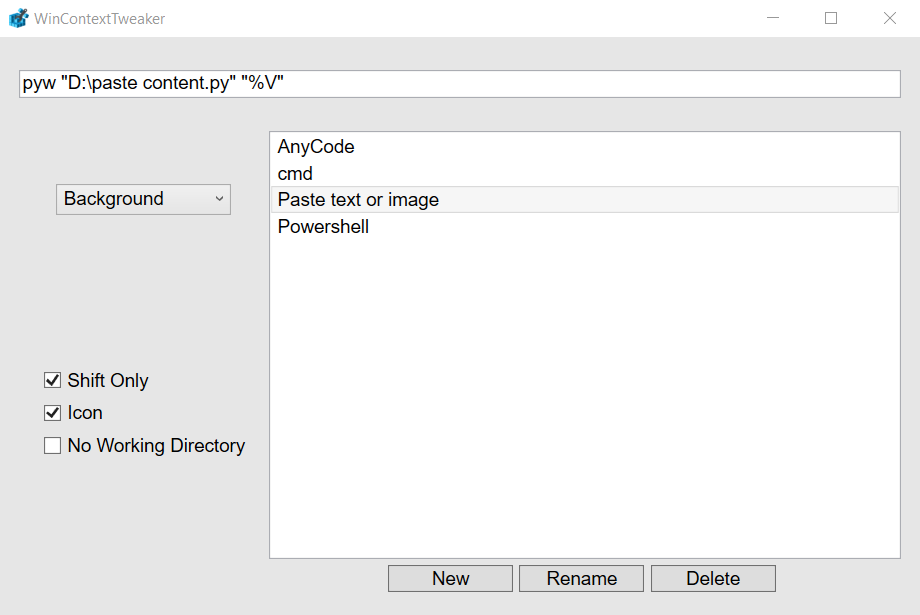 WinContextTweaker
pyw "D:\paste content.py" "%V"
Background
AnyCode
cmd
Paste text or image
Powershell
Shift Only
Icon
No Working Directory
New
Rename
Delete